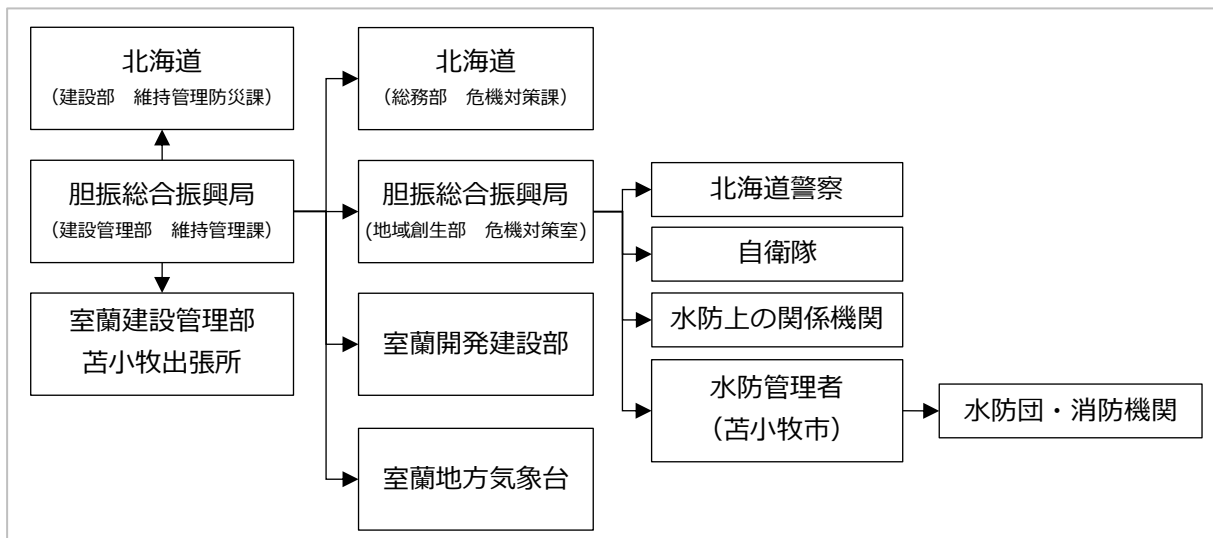 北海道
（建設部　維持管理防災課）
胆振総合振興局
（建設管理部　維持管理課）
室蘭建設管理部
苫小牧出張所
北海道
（総務部　危機対策課）
胆振総合振興局
(地域創生部　危機対策室)
室蘭開発建設部
室蘭地方気象台
北海道警察
自衛隊
水防上の関係機関
水防管理者
（苫小牧市）
水防団・消防機関